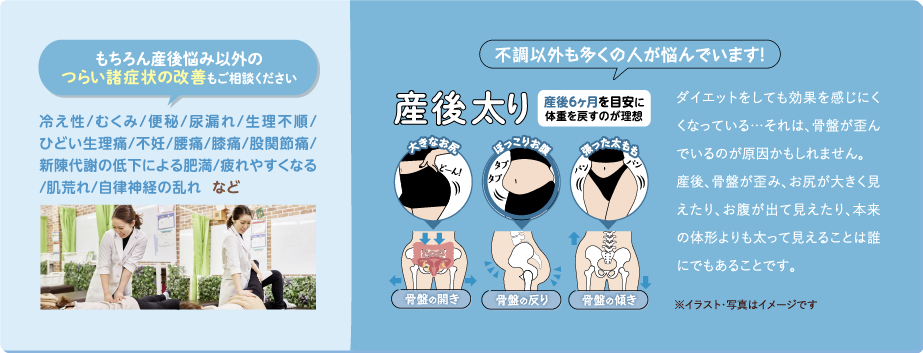 もちろん産後悩み以外の
つらい諸症状の改善もご相談ください
冷え性/むくみ/便秘/尿漏れ/生理不順/
ひどい生理痛/不妊/腰痛/膝痛/股関節痛/
新陳代謝の低下による肥満/疲れやすくなる
/肌荒れ/自律神経の乱れ など
不調以外も多くの人が悩んでいます!
産後太り
産後6ヶ月を目安に
体重を戻すのが理想
大きなお尻
どーん!
ぽっこりお腹
タプ
タプ
張った太もも
パン
パン
骨盤の開き
骨盤の反り
骨盤の傾き
ダイエットをしても効果を感じにく
くなっている…それは、骨盤が歪ん
でいるのが原因かもしれません。
産後、骨盤が歪み、お尻が大きく見
えたり、お腹が出て見えたり、本来
の体形よりも太って見えることは誰
にでもあることです。
※イラスト・写真はイメージです